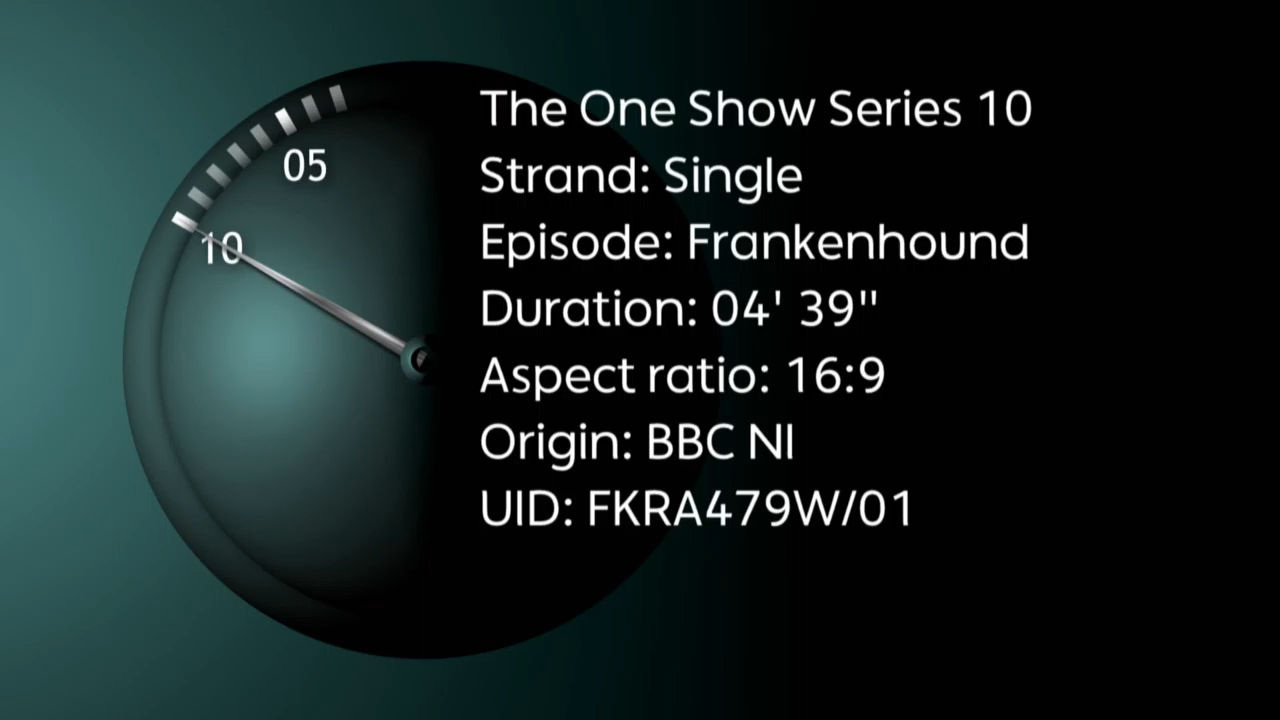 The One Show Series 10
Strand: Single
Episode: Frankenhound
Duration: 04' 39"
Aspect ratio: 16:9
Origin: BBC NI
UID: FKRA479W/01
05
10